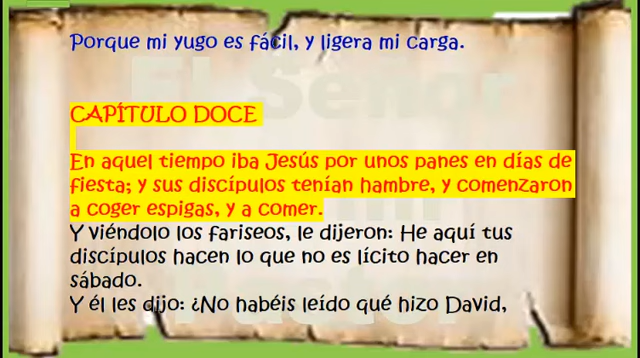 Porque mi yugo es fácil, y ligera mi carga.
CAPÍTULO DOCE
En aquel tiempo iba Jesús por unos panes en días de
fiesta; y sus discípulos tenían hambre, y comenzaron
a coger espigas, y a comer.
Y viéndolo los fariseos, le dijeron: He aquí tus
discípulos hacen lo que no es lícito hacer en
sábado.
Y él les dijo: ¿No habéis leído qué hizo David,
El Señor
Pastor